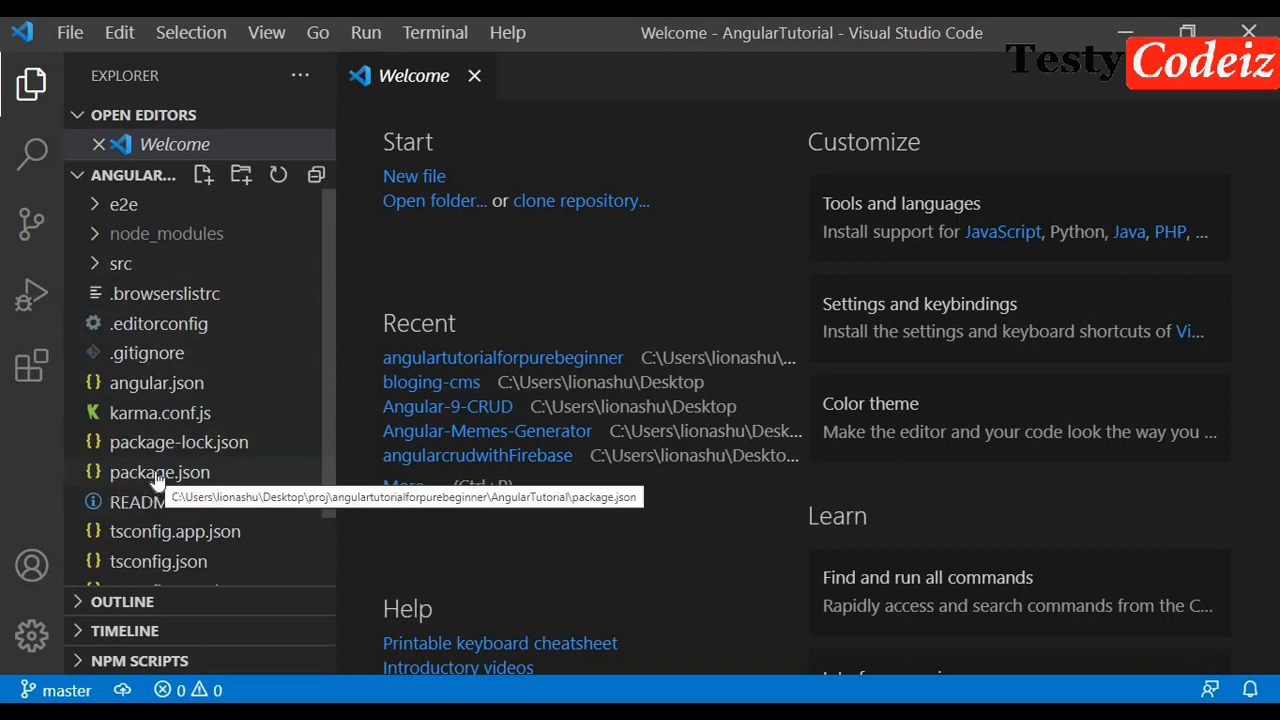 File Edit Selection View Go Run Terminal Help
Welcome - AngularTutorial - Visual Studio Code
Testy Codeiz
EXPLORER
OPEN EDITORS
Welcome
ANGULAR...
e2e
node_modules
src
.browserslistrc
.editorconfig
.gitignore
angular.json
karma.conf.js
package-lock.json
package.json
READM
tsconfig.app.json
tsconfig.json
OUTLINE
TIMELINE
NPM SCRIPTS
Welcome
Start
New file
Open folder... or clone repository...
Recent
angulartutorialforpurebeginner C:\Users\lionashu\...
bloging-cms C:\Users\lionashu\Desktop
Angular-9-CRUD C:\Users\lionashu\Desktop
Angular-Memes-Generator C:\Users\lionashu\Desk...
angularcrudwithFirebase C:\Users\lionashu\Deskto...
C:\Users\lionashu\Desktop\proj\angulartutorialforpurebeginner\AngularTutorial\package.json
Help
Printable keyboard cheatsheet
Introductory videos
Customize
Tools and languages
Install support for JavaScript, Python, Java, PHP, ...
Settings and keybindings
Install the settings and keyboard shortcuts of Vi...
Color theme
Make the editor and your code look the way you ...
Learn
Find and run all commands
Rapidly access and search commands from the C...
master 0 0